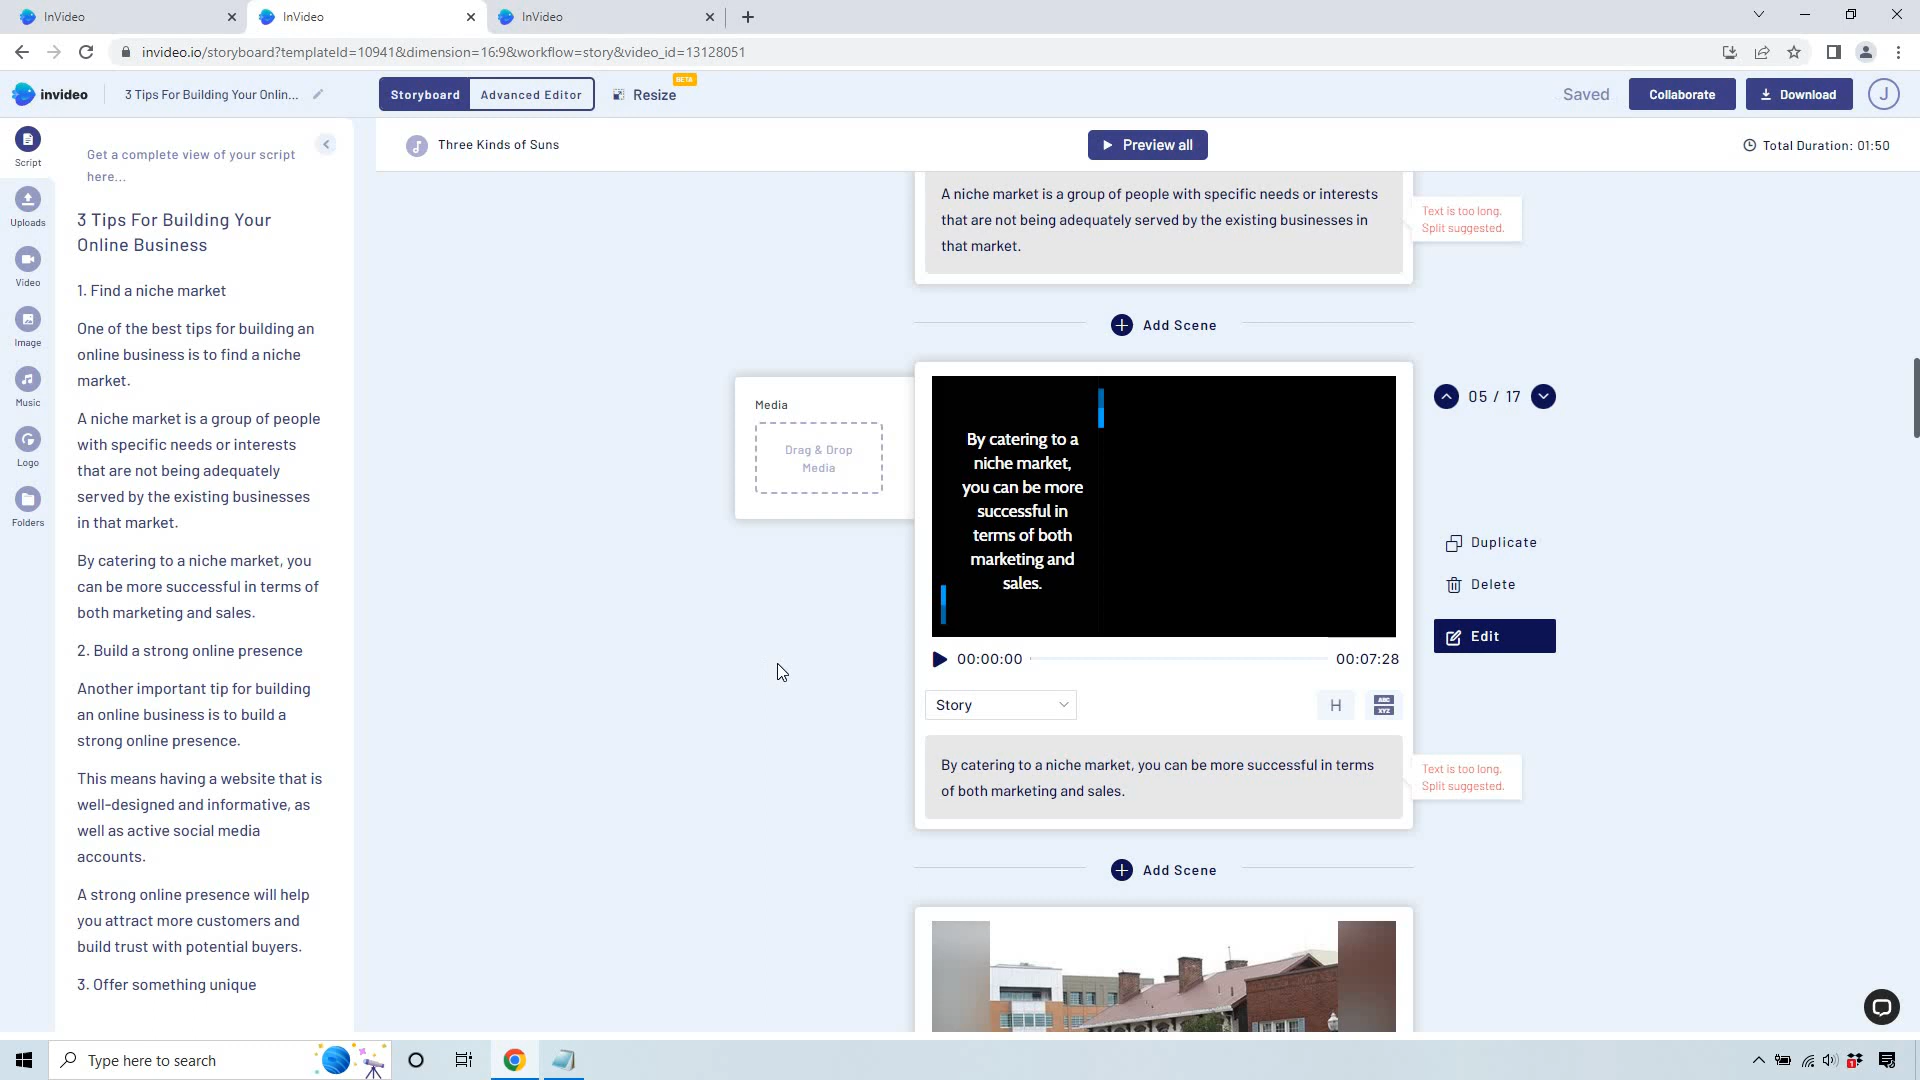 InVideo
InVideo
InVideo
invideo.io/storyboard?templateId=10941&dimension=16:9&workflow=story&video_id=13128051
invideo
3 Tips For Building Your Onlin...
Storyboard
Advanced Editor
BETA
Resize
Saved
Collaborate
Download
J
Script
Uploads
Video
Image
Music
Logo
Folders
Get a complete view of your script
here...
3 Tips For Building Your
Online Business
1. Find a niche market
One of the best tips for building an
online business is to find a niche
market.
A niche market is a group of people
with specific needs or interests
that are not being adequately
served by the existing businesses
in that market.
By catering to a niche market, you
can be more successful in terms of
both marketing and sales.
2. Build a strong online presence
Another important tip for building
an online business is to build a
strong online presence.
This means having a website that is
well-designed and informative, as
well as active social media
accounts.
A strong online presence will help
you attract more customers and
build trust with potential buyers.
3. Offer something unique
Three Kinds of Suns
Preview all
Total Duration: 01:50
A niche market is a group of people with specific needs or interests
that are not being adequately served by the existing businesses in
that market.
Text is too long.
Split suggested.
Add Scene
Media
Drag & Drop
Media
By catering to a
niche market,
you can be more
successful in
terms of both
marketing and
sales.
05 / 17
Duplicate
Delete
Edit
00:00:00
00:07:28
Story
H
ABC
XYZ
By catering to a niche market, you can be more successful in terms
of both marketing and sales.
Text is too long.
Split suggested.
Add Scene
Type here to search
1